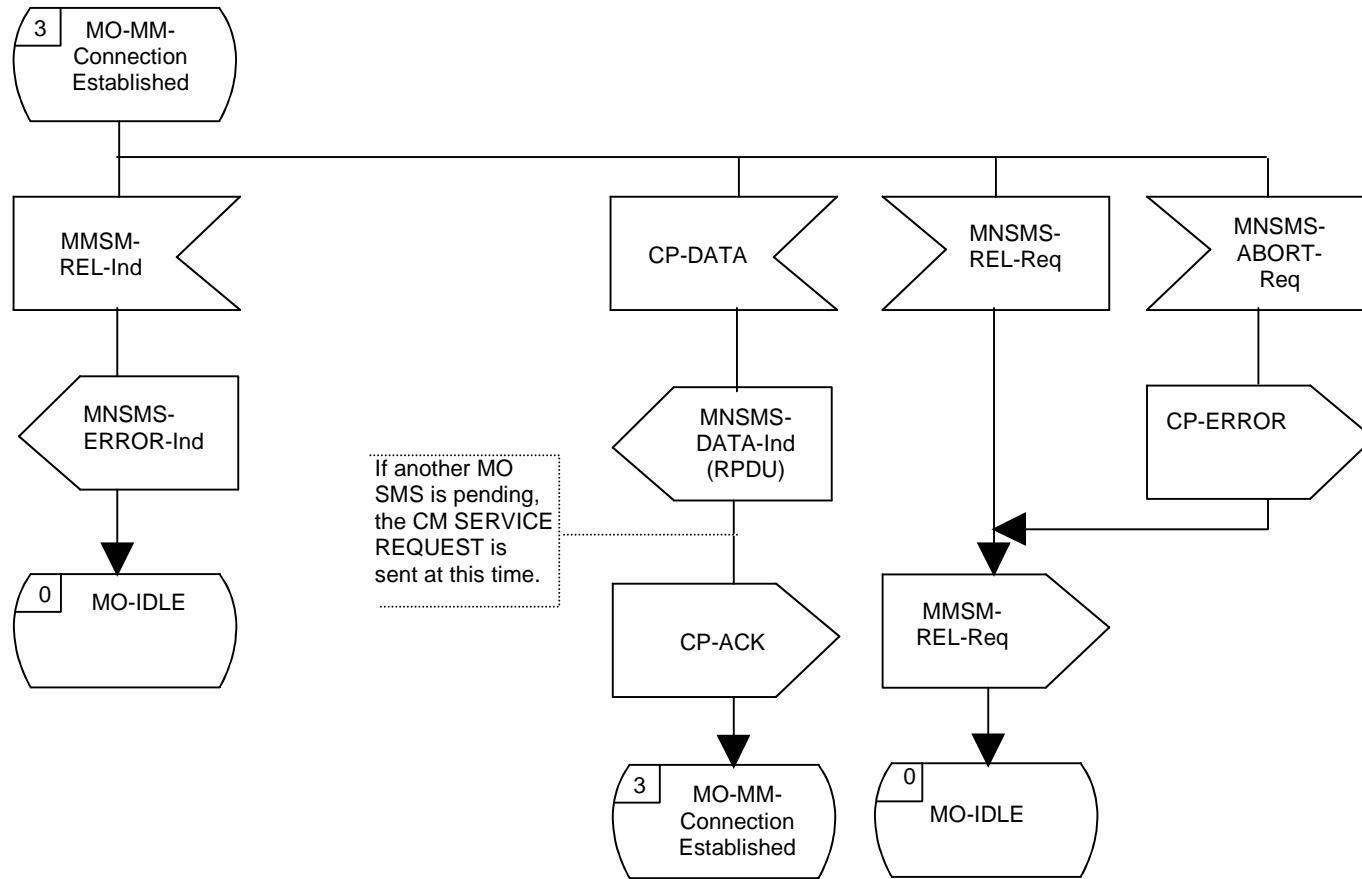 3
MO-MM-
Connection
Established
MMSM-
REL-Ind
CP-DATA
MNSMS-
REL-Req
MNSMS-
ABORT-
Req
MNSMS-
ERROR-Ind
MNSMS-
DATA-Ind
(RPDU)
CP-ERROR
If another MO
SMS is pending,
the CM SERVICE
REQUEST is
sent at this time.
0
MO-IDLE
CP-ACK
MMSM-
REL-Req
3
MO-MM-
Connection
Established
0
MO-IDLE